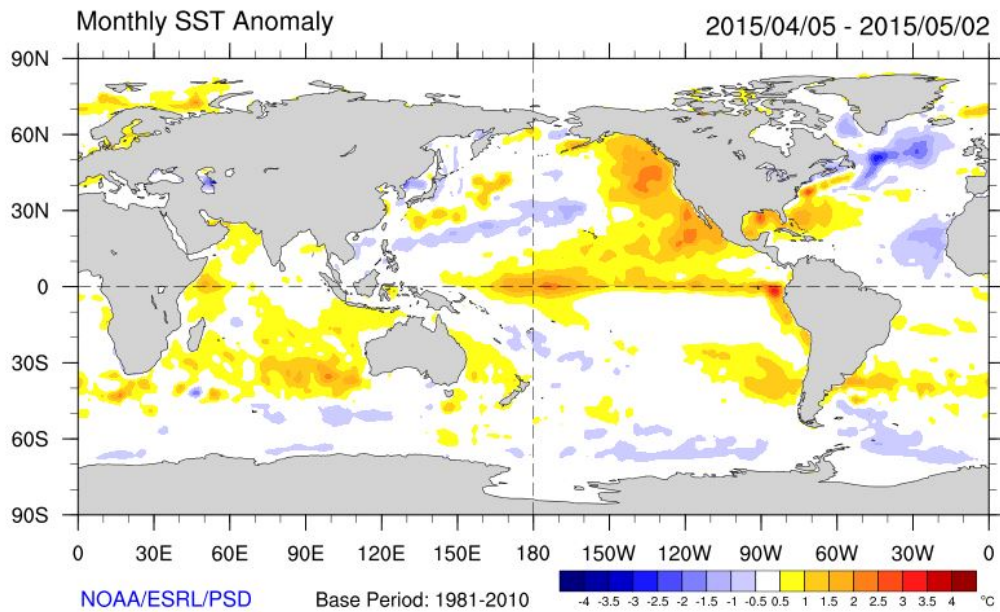 Monthly SST Anomaly 2015/04/05 - 2015/05/02
90N
60N
30N
0
30S
60S
90S
0 30E 60E 90E 120E 150E 180 150W 120W 90W 60W 30W 0
NOAA/ESRL/PSD Base Period: 1981-2010
-4 -3.5 -3 -2.5 -2 -1.5 -1 -0.5 0.5 1 1.5 2 2.5 3 3.5 4 °C